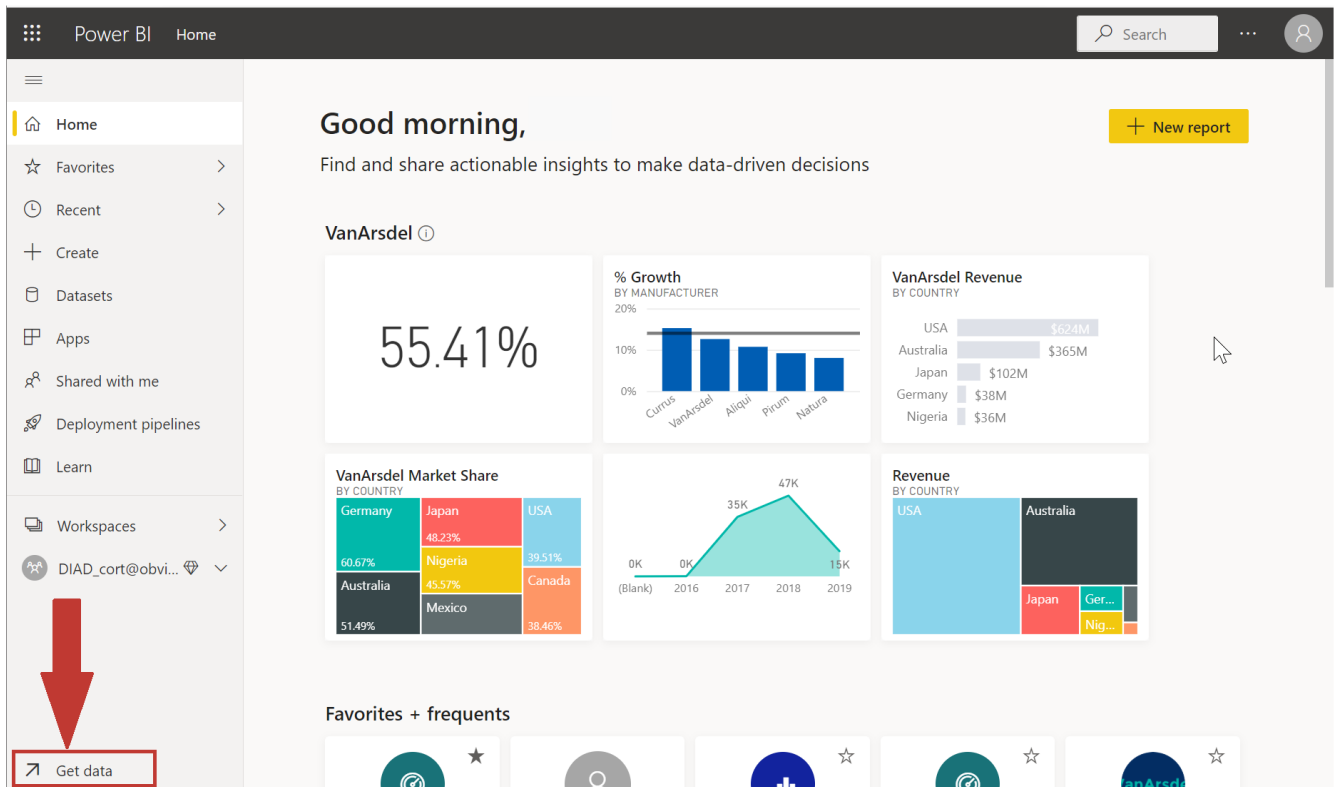 Power BI Home Search
Home
Favorites
Recent
Create
Datasets
Apps
Shared with me
Deployment pipelines
Learn
Workspaces
DIAD_cort@obvi...
Get data
Good morning,
New report
Find and share actionable insights to make data-driven decisions
VanArsdel
55.41%
% Growth
BY MANUFACTURER
20%
10%
0%
Currus VanArsdel Aliqui Pirum Natura
VanArsdel Revenue
BY COUNTRY
USA $624M
Australia $365M
Japan $102M
Germany $38M
Nigeria $36M
VanArsdel Market Share
BY COUNTRY
Germany
60.67%
Australia
51.49%
Japan
48.23%
Nigeria
45.57%
Mexico
USA
39.51%
Canada
38.46%
47K
35K
0K 0K 15K
(Blank) 2016 2017 2018 2019
Revenue
BY COUNTRY
USA
Australia
Japan
Ger...
Nig...
Favorites + frequents
VanArsdel